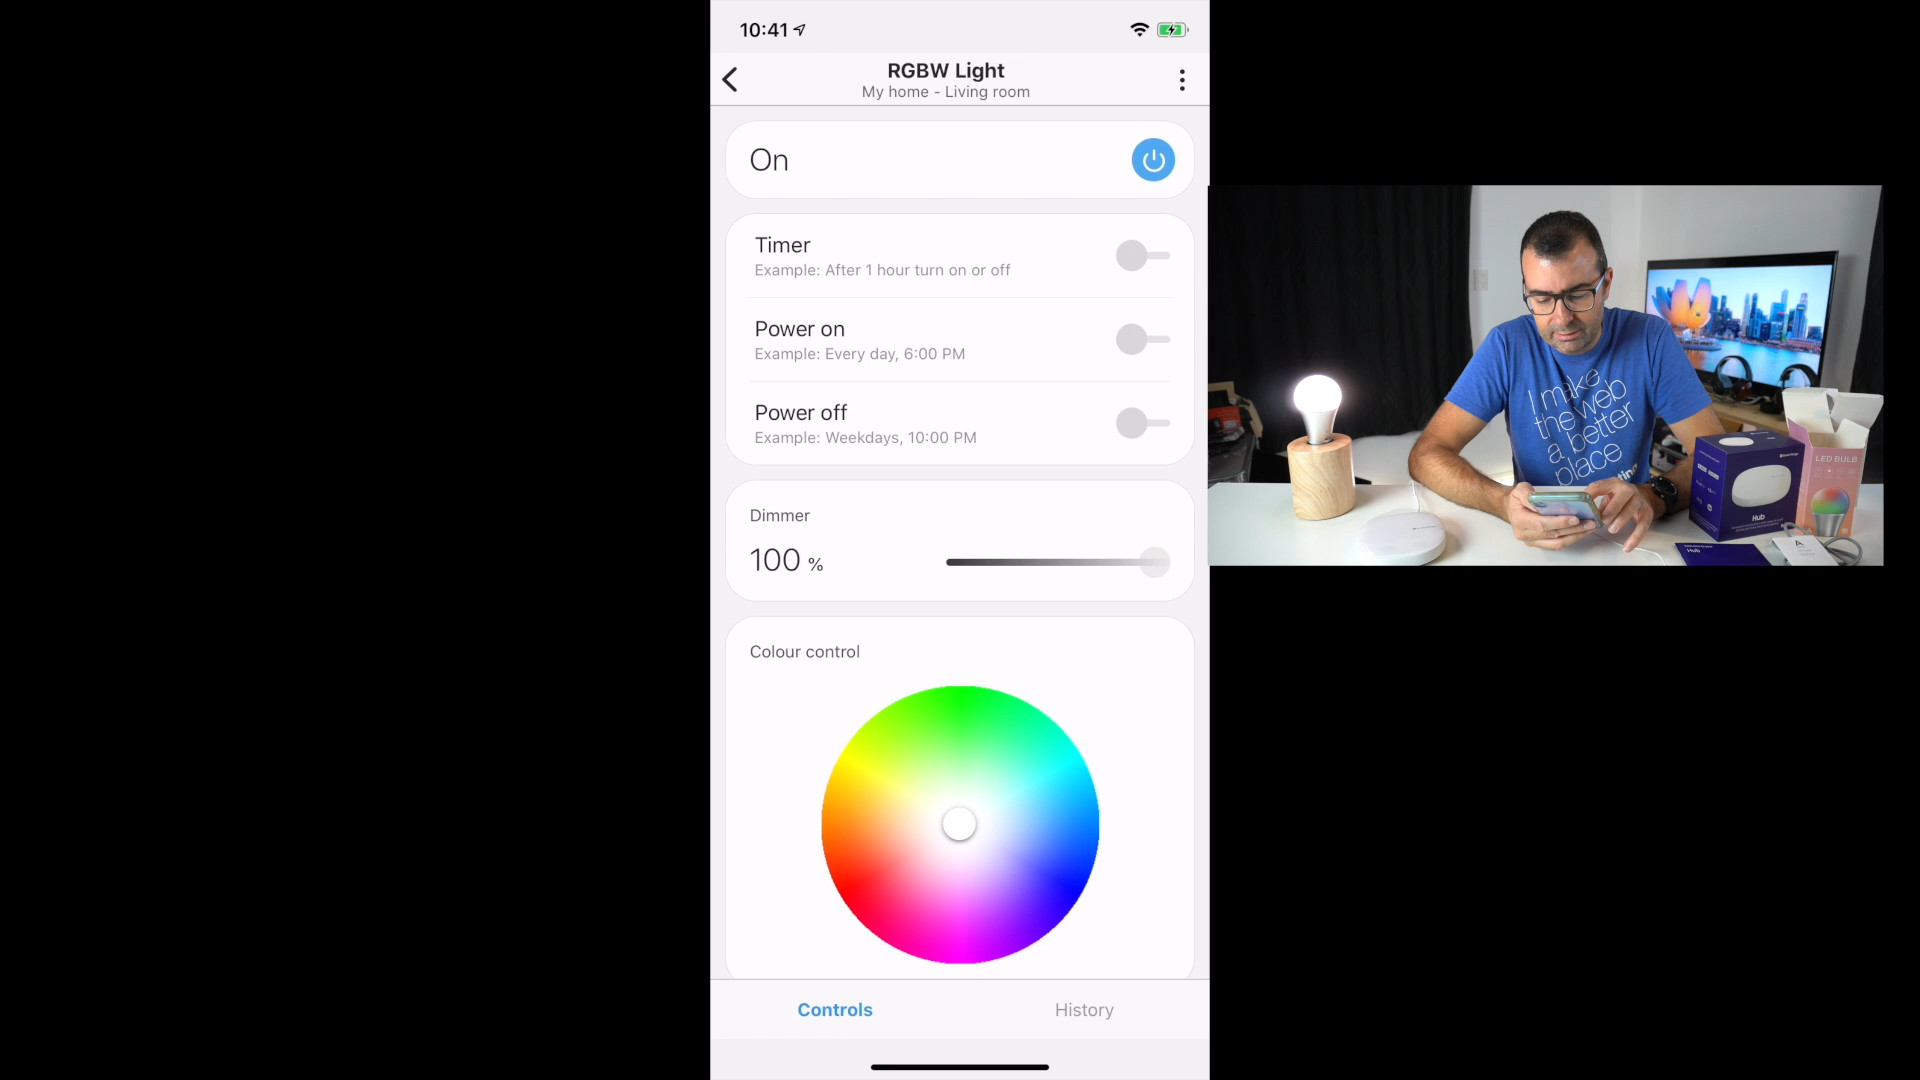 10:41
RGBW Light
My home - Living room
On
Timer
Example: After 1 hour turn on or off
Power on
Example: Every day, 6:00 PM
Power off
Example: Weekdays, 10:00 PM
Dimmer
100 %
Colour control
Controls
History
I make
the web
a better
place
LED BULB
Hub
Hub